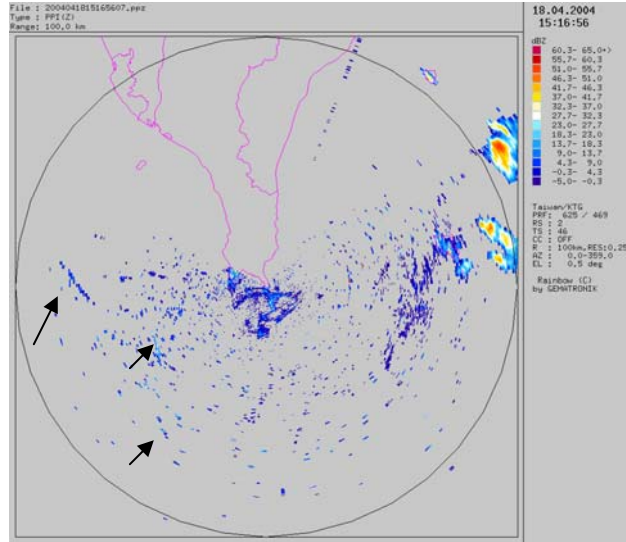 File : 2004041815165607.ppz
Type : PPI(Z)
Range: 100.0 km
18.04.2004
15:16:56
dBZ
60.3- 65.0+)
55.7- 60.3
51.0- 55.7
46.3- 51.0
41.7- 46.3
37.0- 41.7
32.3- 37.0
27.7- 32.3
23.0- 27.7
18.3- 23.0
13.7- 18.3
9.0- 13.7
4.3- 9.0
-0.3- 4.3
-5.0- -0.3
Taiwan/KTG
PRF: 625 / 469
RS : 2
TS : 46
CC : OFF
R : 100km,RES:0.25
AZ : 0.0-359.0
EL : 0.5 deg
Rainbow (C)
by GEMATRONIK